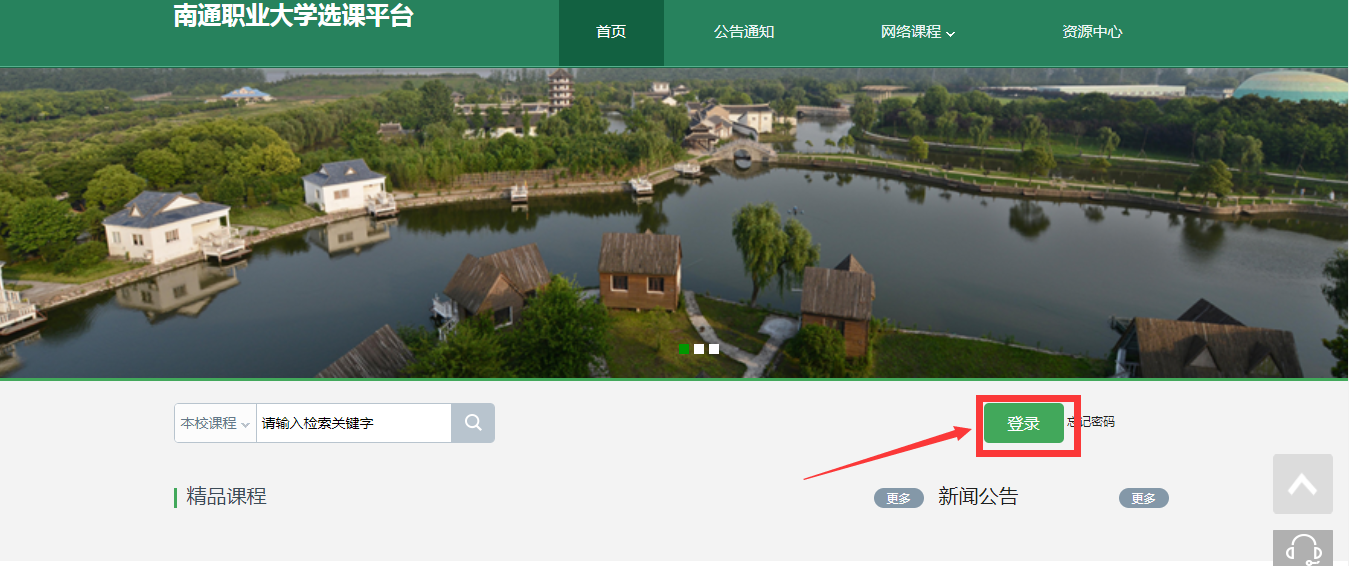 南通职业大学选课平台
首页
公告通知
网络课程
资源中心
本校课程
请输入检索关键字
登录
忘记密码
精品课程
更多
新闻公告
更多